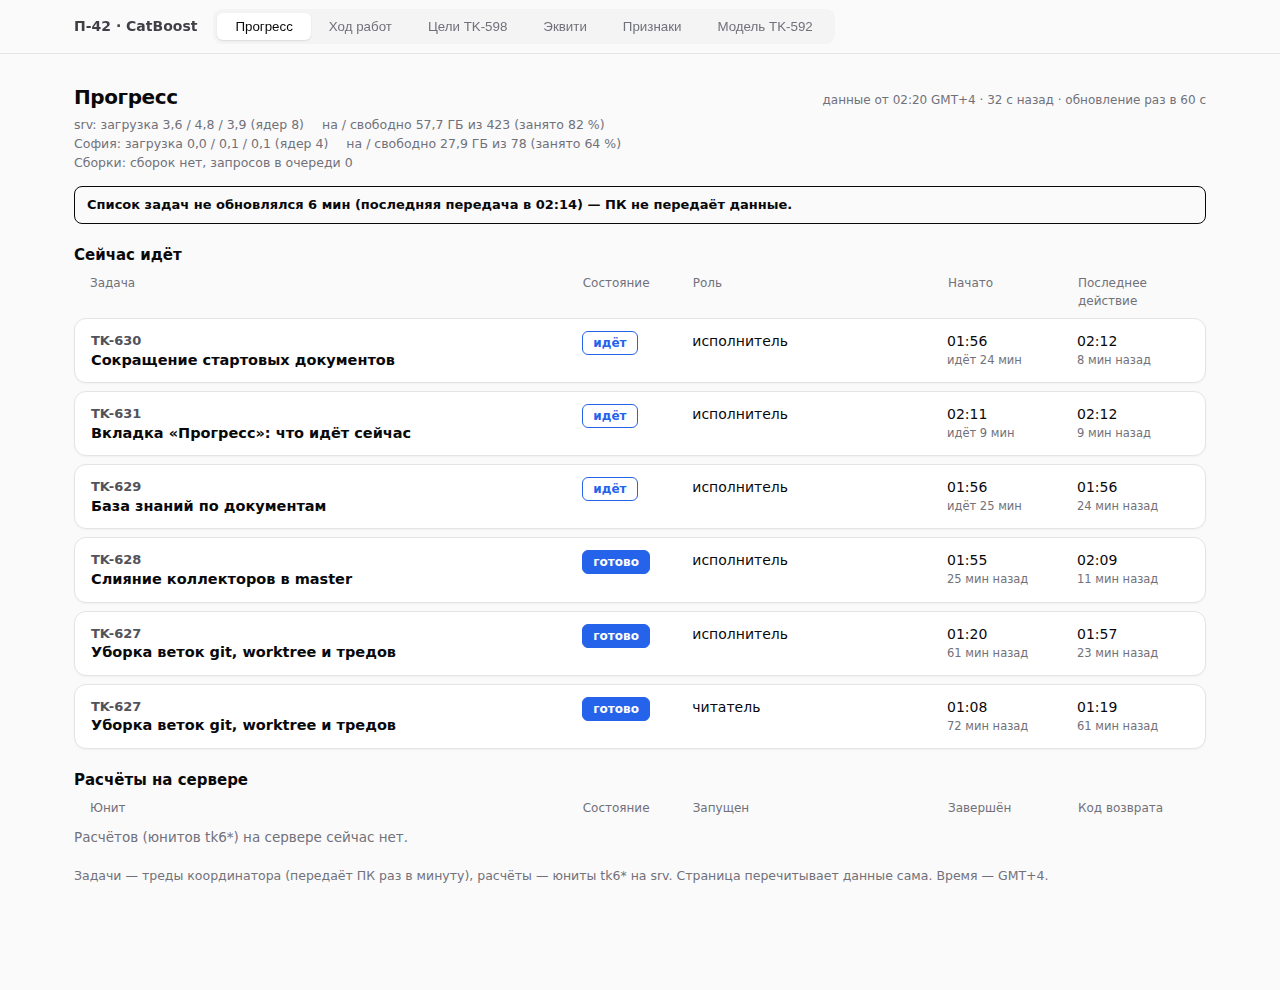 П-42 · CatBoost
Прогресс
Ход работ
Цели TK-598
Эквити
Признаки
Модель TK-592
Прогресс
данные от 02:20 GMT+4 · 32 с назад · обновление раз в 60 с
srv: загрузка 3,6 / 4,8 / 3,9 (ядер 8) на / свободно 57,7 ГБ из 423 (занято 82 %)
София: загрузка 0,0 / 0,1 / 0,1 (ядер 4) на / свободно 27,9 ГБ из 78 (занято 64 %)
Сборки: сборок нет, запросов в очереди 0
Список задач не обновлялся 6 мин (последняя передача в 02:14) — ПК не передаёт данные.
Сейчас идёт
Задача Состояние Роль Начато Последнее действие
TK-630 идёт исполнитель 01:56 02:12
Сокращение стартовых документов идёт 24 мин 8 мин назад
TK-631 идёт исполнитель 02:11 02:12
Вкладка «Прогресс»: что идёт сейчас идёт 9 мин 9 мин назад
TK-629 идёт исполнитель 01:56 01:56
База знаний по документам идёт 25 мин 24 мин назад
TK-628 готово исполнитель 01:55 02:09
Слияние коллекторов в master 25 мин назад 11 мин назад
TK-627 готово исполнитель 01:20 01:57
Уборка веток git, worktree и тредов 61 мин назад 23 мин назад
TK-627 готово читатель 01:08 01:19
Уборка веток git, worktree и тредов 72 мин назад 61 мин назад
Расчёты на сервере
Юнит Состояние Запущен Завершён Код возврата
Расчётов (юнитов tk6*) на сервере сейчас нет.
Задачи — треды координатора (передаёт ПК раз в минуту), расчёты — юниты tk6* на srv. Страница перечитывает данные сама. Время — GMT+4.